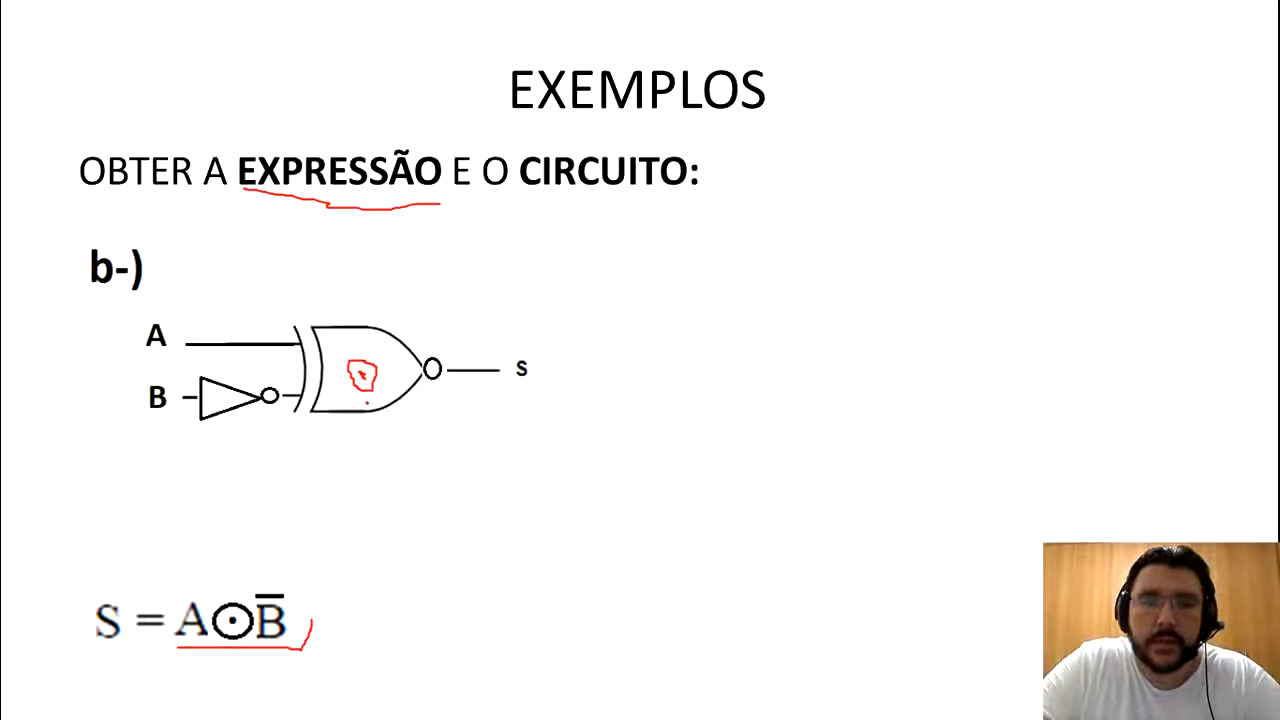 EXEMPLOS
OBTER A EXPRESSÃO E O CIRCUITO:
b-)
A
S
B
S = A⊙B̅